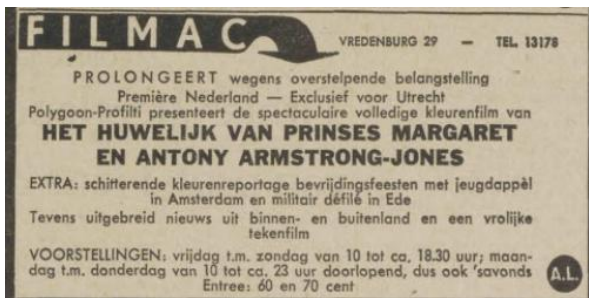 FILMAC VREDENBURG 29 — TEL. 13178
PROLONGEERT wegens overstelpende belangstelling
Première Nederland — Exclusief voor Utrecht
Polygoon-Profilti presenteert de spectaculaire volledige kleurenfilm van
HET HUWELIJK VAN PRINSES MARGARET
EN ANTONY ARMSTRONG-JONES
EXTRA: schitterende kleurenreportage bevrijdingsfeesten met jeugdappèl
in Amsterdam en militair défilé in Ede
Tevens uitgebreid nieuws uit binnen- en buitenland en een vrolijke
tekenfilm
VOORSTELLINGEN: vrijdag t.m. zondag van 10 tot ca. 18.30 uur; maan-
dag t.m. donderdag van 10 tot ca. 23 uur doorlopend, dus ook 'savonds
Entree: 60 en 70 cent
A.L.